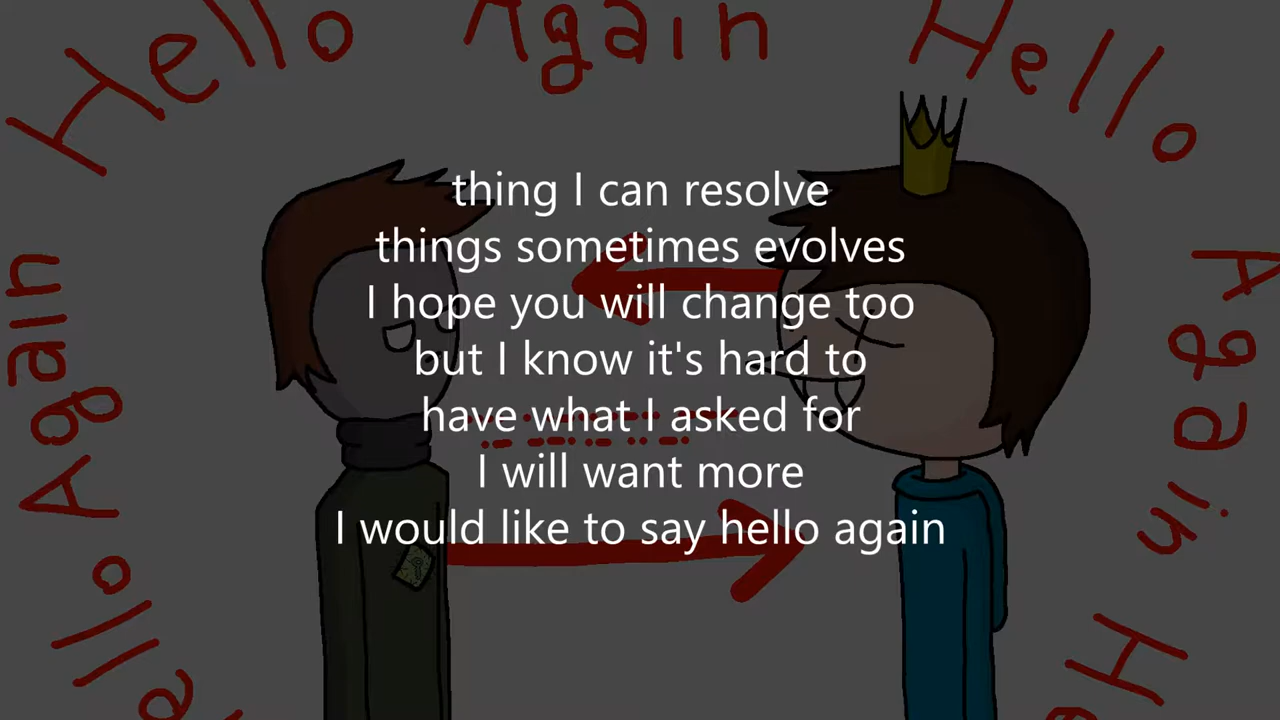 Hello Again Hello Again He
Hello Again
Hello
thing I can resolve
things sometimes evolves
I hope you will change too
but I know it's hard to
have what I asked for
I will want more
I would like to say hello again